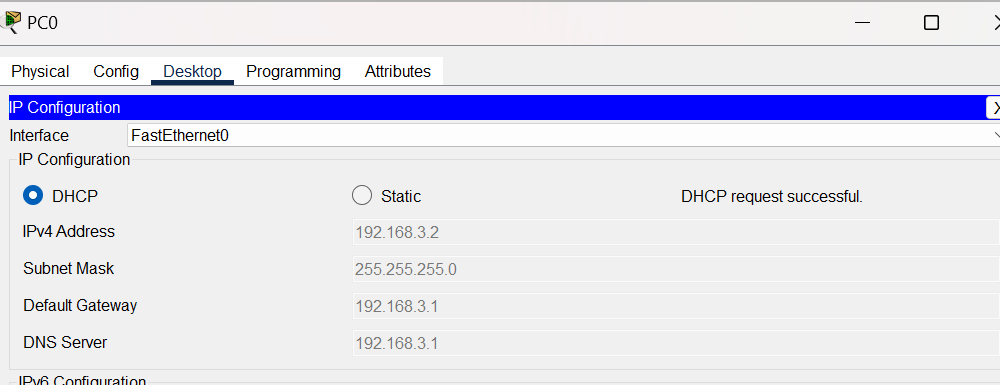 PC0
Physical Config Desktop Programming Attributes
IP Configuration
Interface FastEthernet0
IP Configuration
DHCP Static DHCP request successful.
IPv4 Address 192.168.3.2
Subnet Mask 255.255.255.0
Default Gateway 192.168.3.1
DNS Server 192.168.3.1
IPv6 Configuration